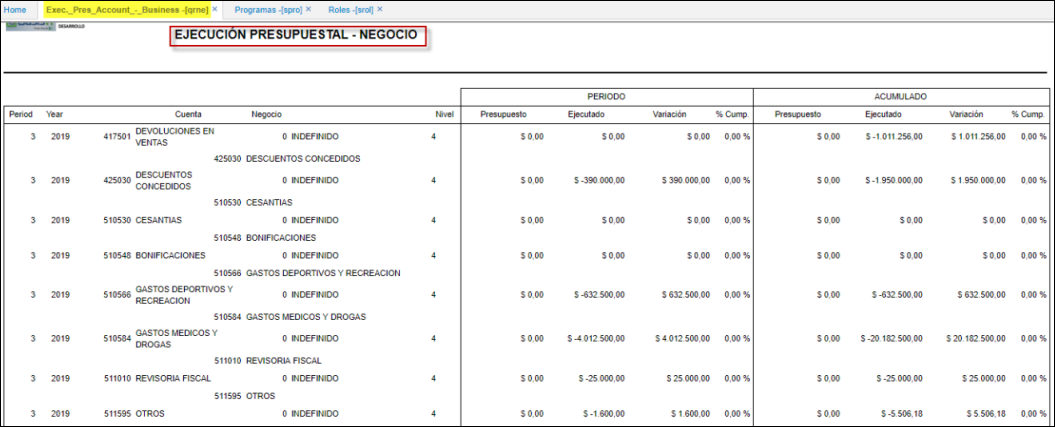 Home Exec._Pres_Account_-_Business -[qrne] × Programas -[spro] × Roles -[srol] ×
DESARROLLO
EJECUCIÓN PRESUPUESTAL - NEGOCIO
PERIODO ACUMULADO
Period Year Cuenta Negocio Nivel Presupuesto Ejecutado Variación % Cump. Presupuesto Ejecutado Variación % Cump.
3 2019 417501 DEVOLUCIONES EN VENTAS 0 INDEFINIDO 4 $ 0,00 $ 0,00 $ 0,00 0,00 % $ 0,00 $ -1.011.256,00 $ 1.011.256,00 0,00 %
425030 DESCUENTOS CONCEDIDOS
3 2019 425030 DESCUENTOS CONCEDIDOS 0 INDEFINIDO 4 $ 0,00 $ -390.000,00 $ 390.000,00 0,00 % $ 0,00 $ -1.950.000,00 $ 1.950.000,00 0,00 %
510530 CESANTIAS
3 2019 510530 CESANTIAS 0 INDEFINIDO 4 $ 0,00 $ 0,00 $ 0,00 0,00 % $ 0,00 $ 0,00 $ 0,00 0,00 %
510548 BONIFICACIONES
3 2019 510548 BONIFICACIONES 0 INDEFINIDO 4 $ 0,00 $ 0,00 $ 0,00 0,00 % $ 0,00 $ 0,00 $ 0,00 0,00 %
510566 GASTOS DEPORTIVOS Y RECREACION
3 2019 510566 GASTOS DEPORTIVOS Y RECREACION 0 INDEFINIDO 4 $ 0,00 $ -632.500,00 $ 632.500,00 0,00 % $ 0,00 $ -632.500,00 $ 632.500,00 0,00 %
510584 GASTOS MEDICOS Y DROGAS
3 2019 510584 GASTOS MEDICOS Y DROGAS 0 INDEFINIDO 4 $ 0,00 $ -4.012.500,00 $ 4.012.500,00 0,00 % $ 0,00 $ -20.182.500,00 $ 20.182.500,00 0,00 %
511010 REVISORIA FISCAL
3 2019 511010 REVISORIA FISCAL 0 INDEFINIDO 4 $ 0,00 $ -25.000,00 $ 25.000,00 0,00 % $ 0,00 $ -25.000,00 $ 25.000,00 0,00 %
511595 OTROS
3 2019 511595 OTROS 0 INDEFINIDO 4 $ 0,00 $ -1.600,00 $ 1.600,00 0,00 % $ 0,00 $ -5.506,18 $ 5.506,18 0,00 %